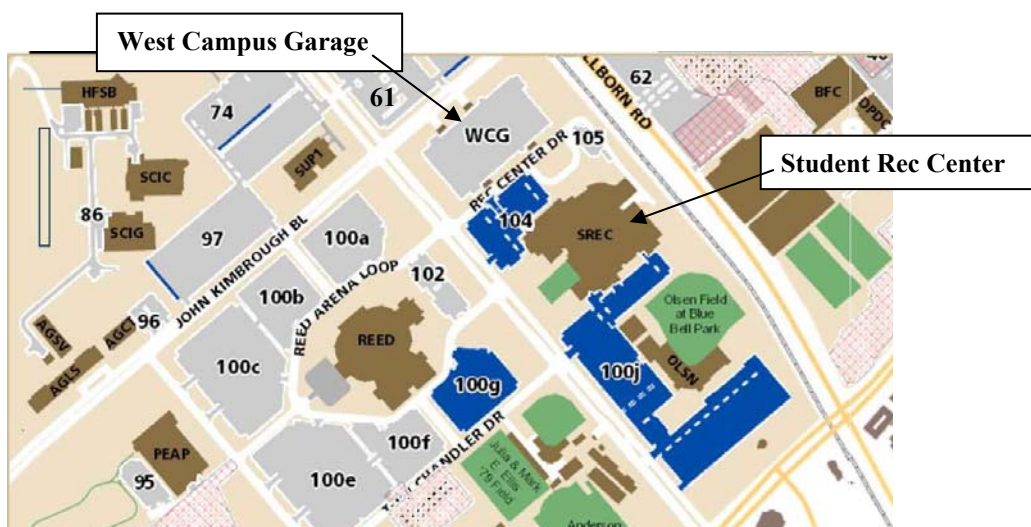 West Campus Garage
HFSB
74
61
62
BFC
DPDC
LLBORN RD
WCG
105
REC CENTER DR
Student Rec Center
SCIC
SUP1
86
SCIG
97
JOHN KIMBROUGH BL
100a
104
SREC
102
REED ARENA LOOP
100b
Olsen Field
at Blue
Bell Park
96
AGCT
AGSV
AGLS
REED
100c
100g
100j
OLSN
PEAP
95
100f
100e
CHANDLER DR
Julia & Mark
E. Ellis
'79 Field
Anderson